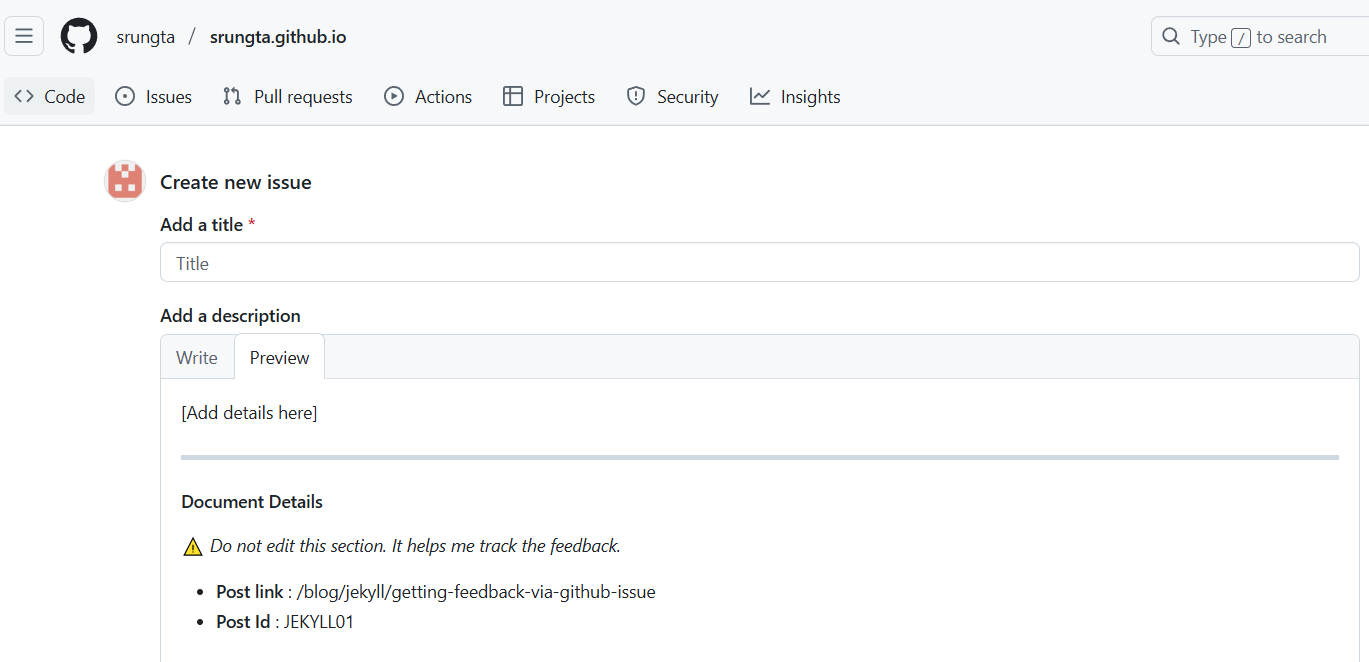 srungta / srungta.github.io
Type / to search
Code Issues Pull requests Actions Projects Security Insights
Create new issue
Add a title *
Title
Add a description
Write Preview
[Add details here]
Document Details
⚠ Do not edit this section. It helps me track the feedback.
• Post link : /blog/jekyll/getting-feedback-via-github-issue
• Post Id : JEKYLL01